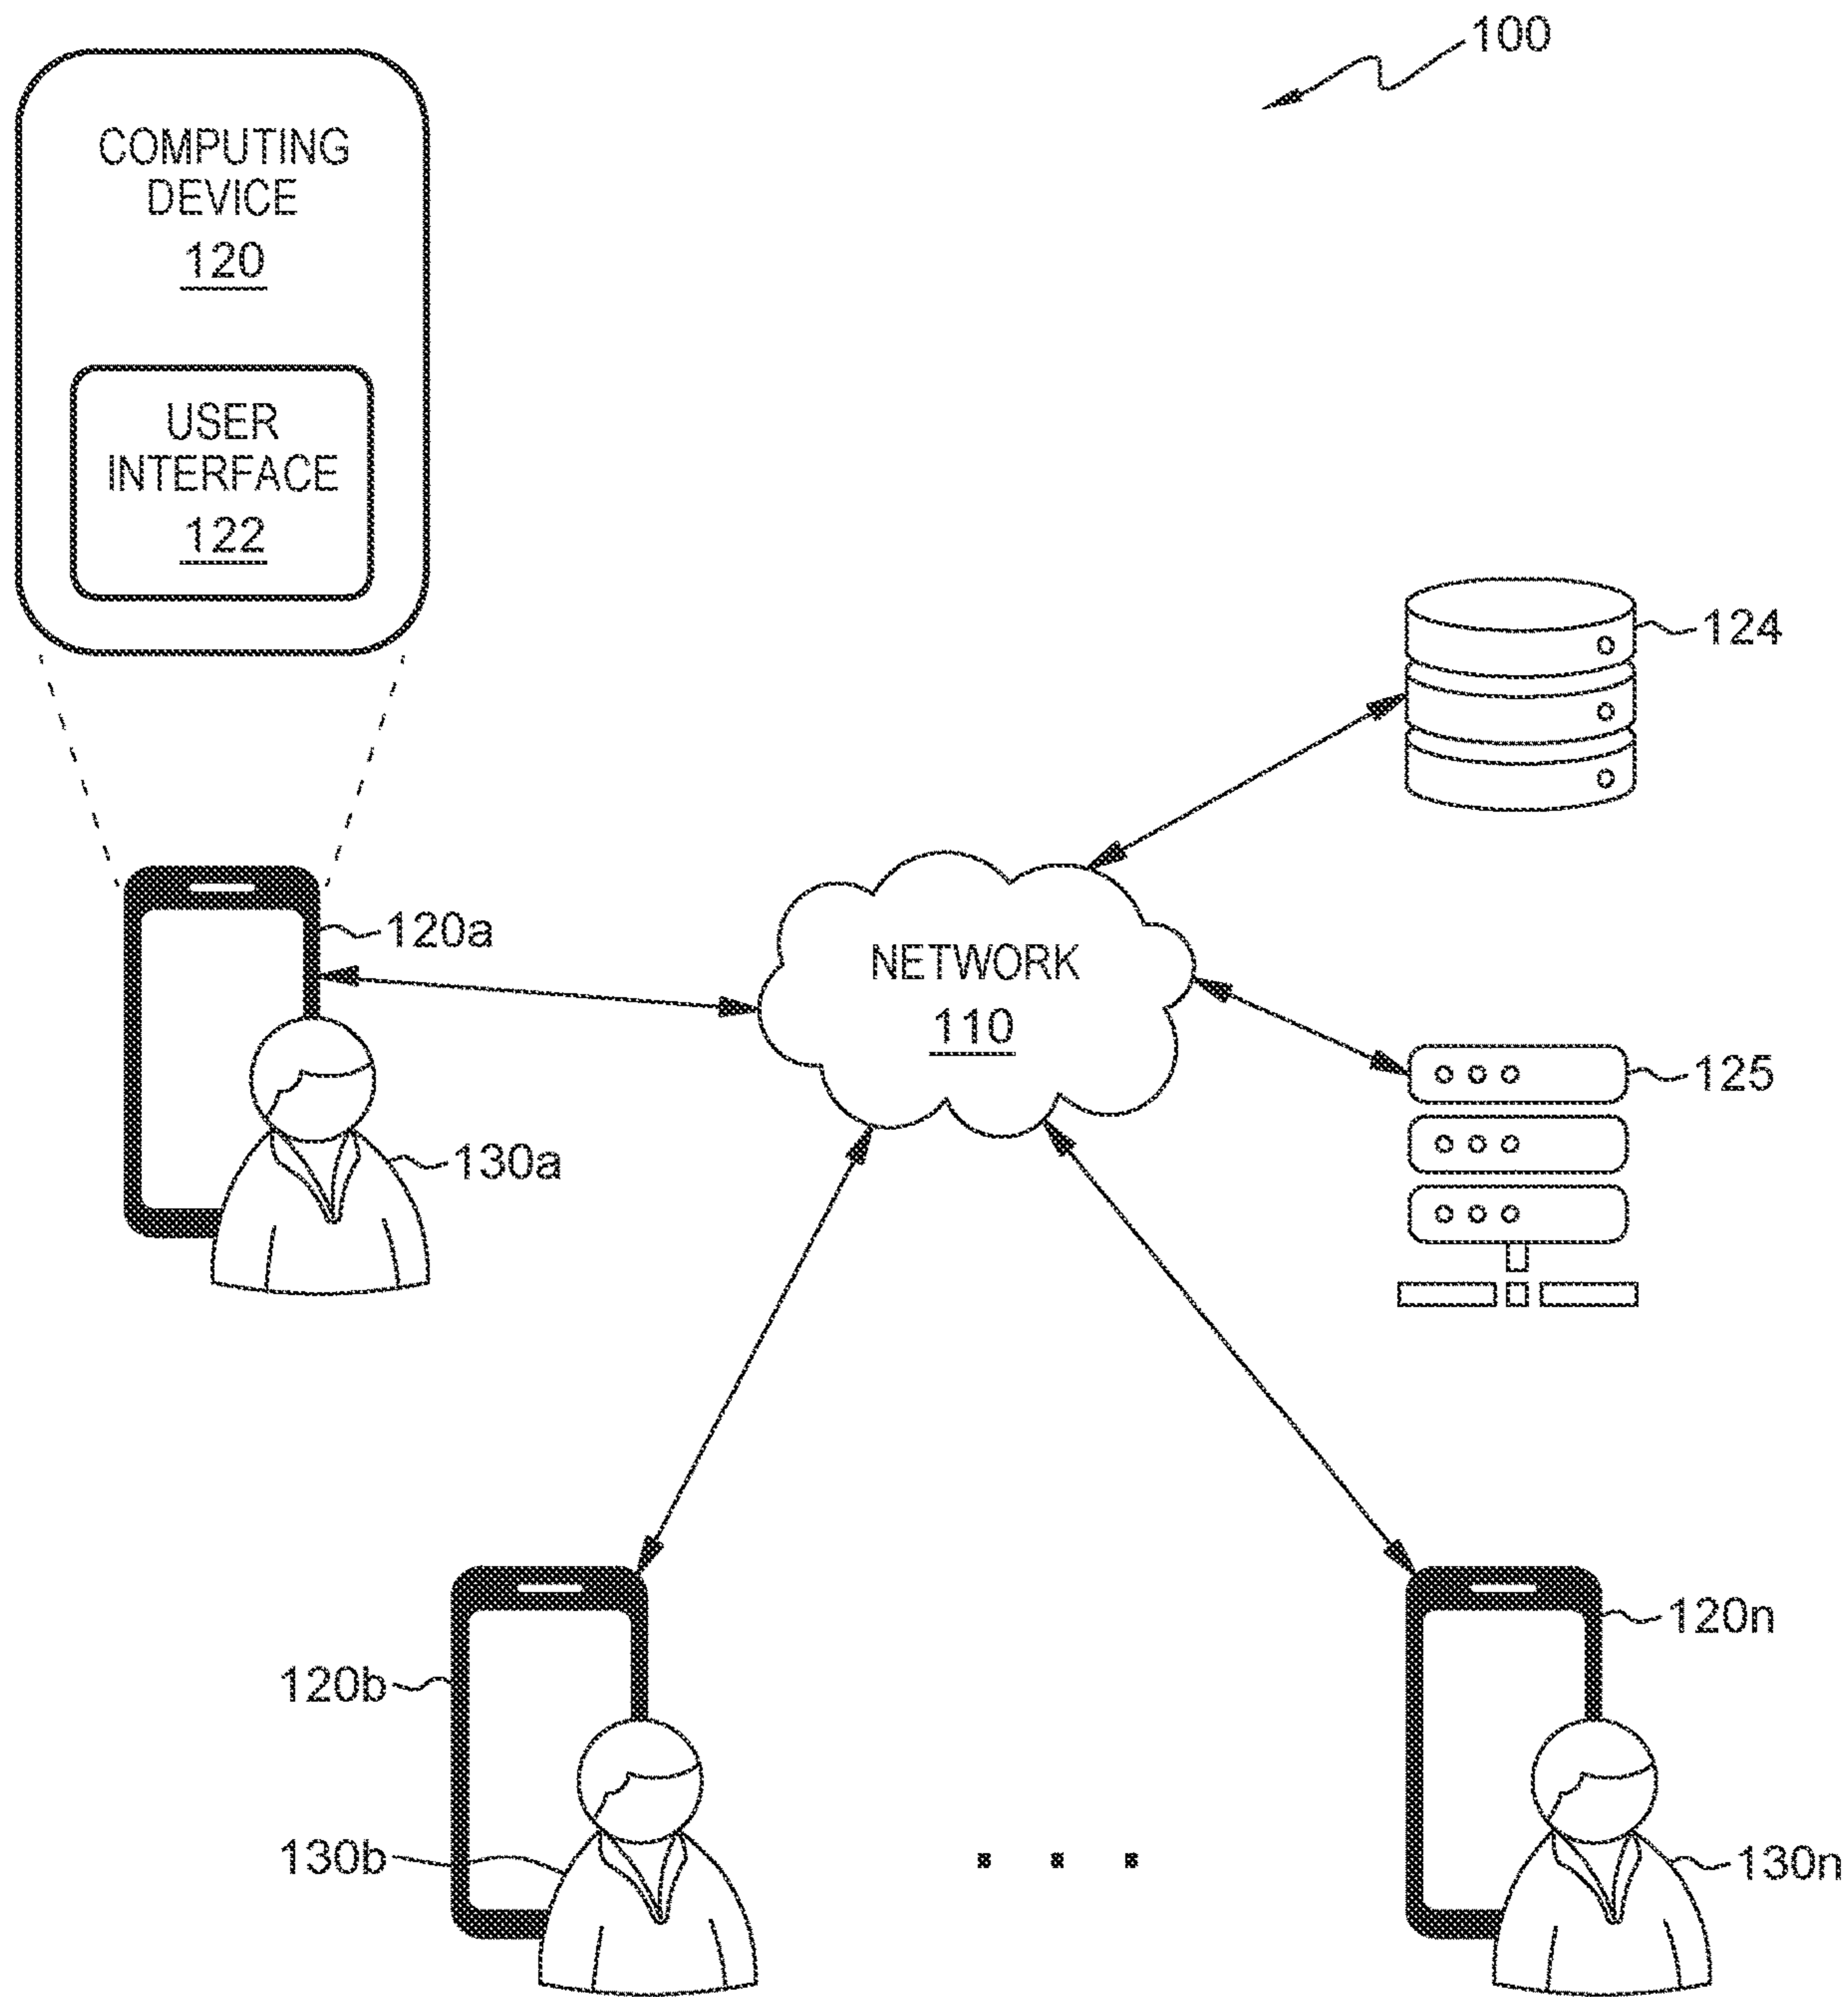 100
COMPUTING
DEVICE
120
USER
INTERFACE
122
124
120a
NETWORK
110
125
130a
120n
120b
130b
130n